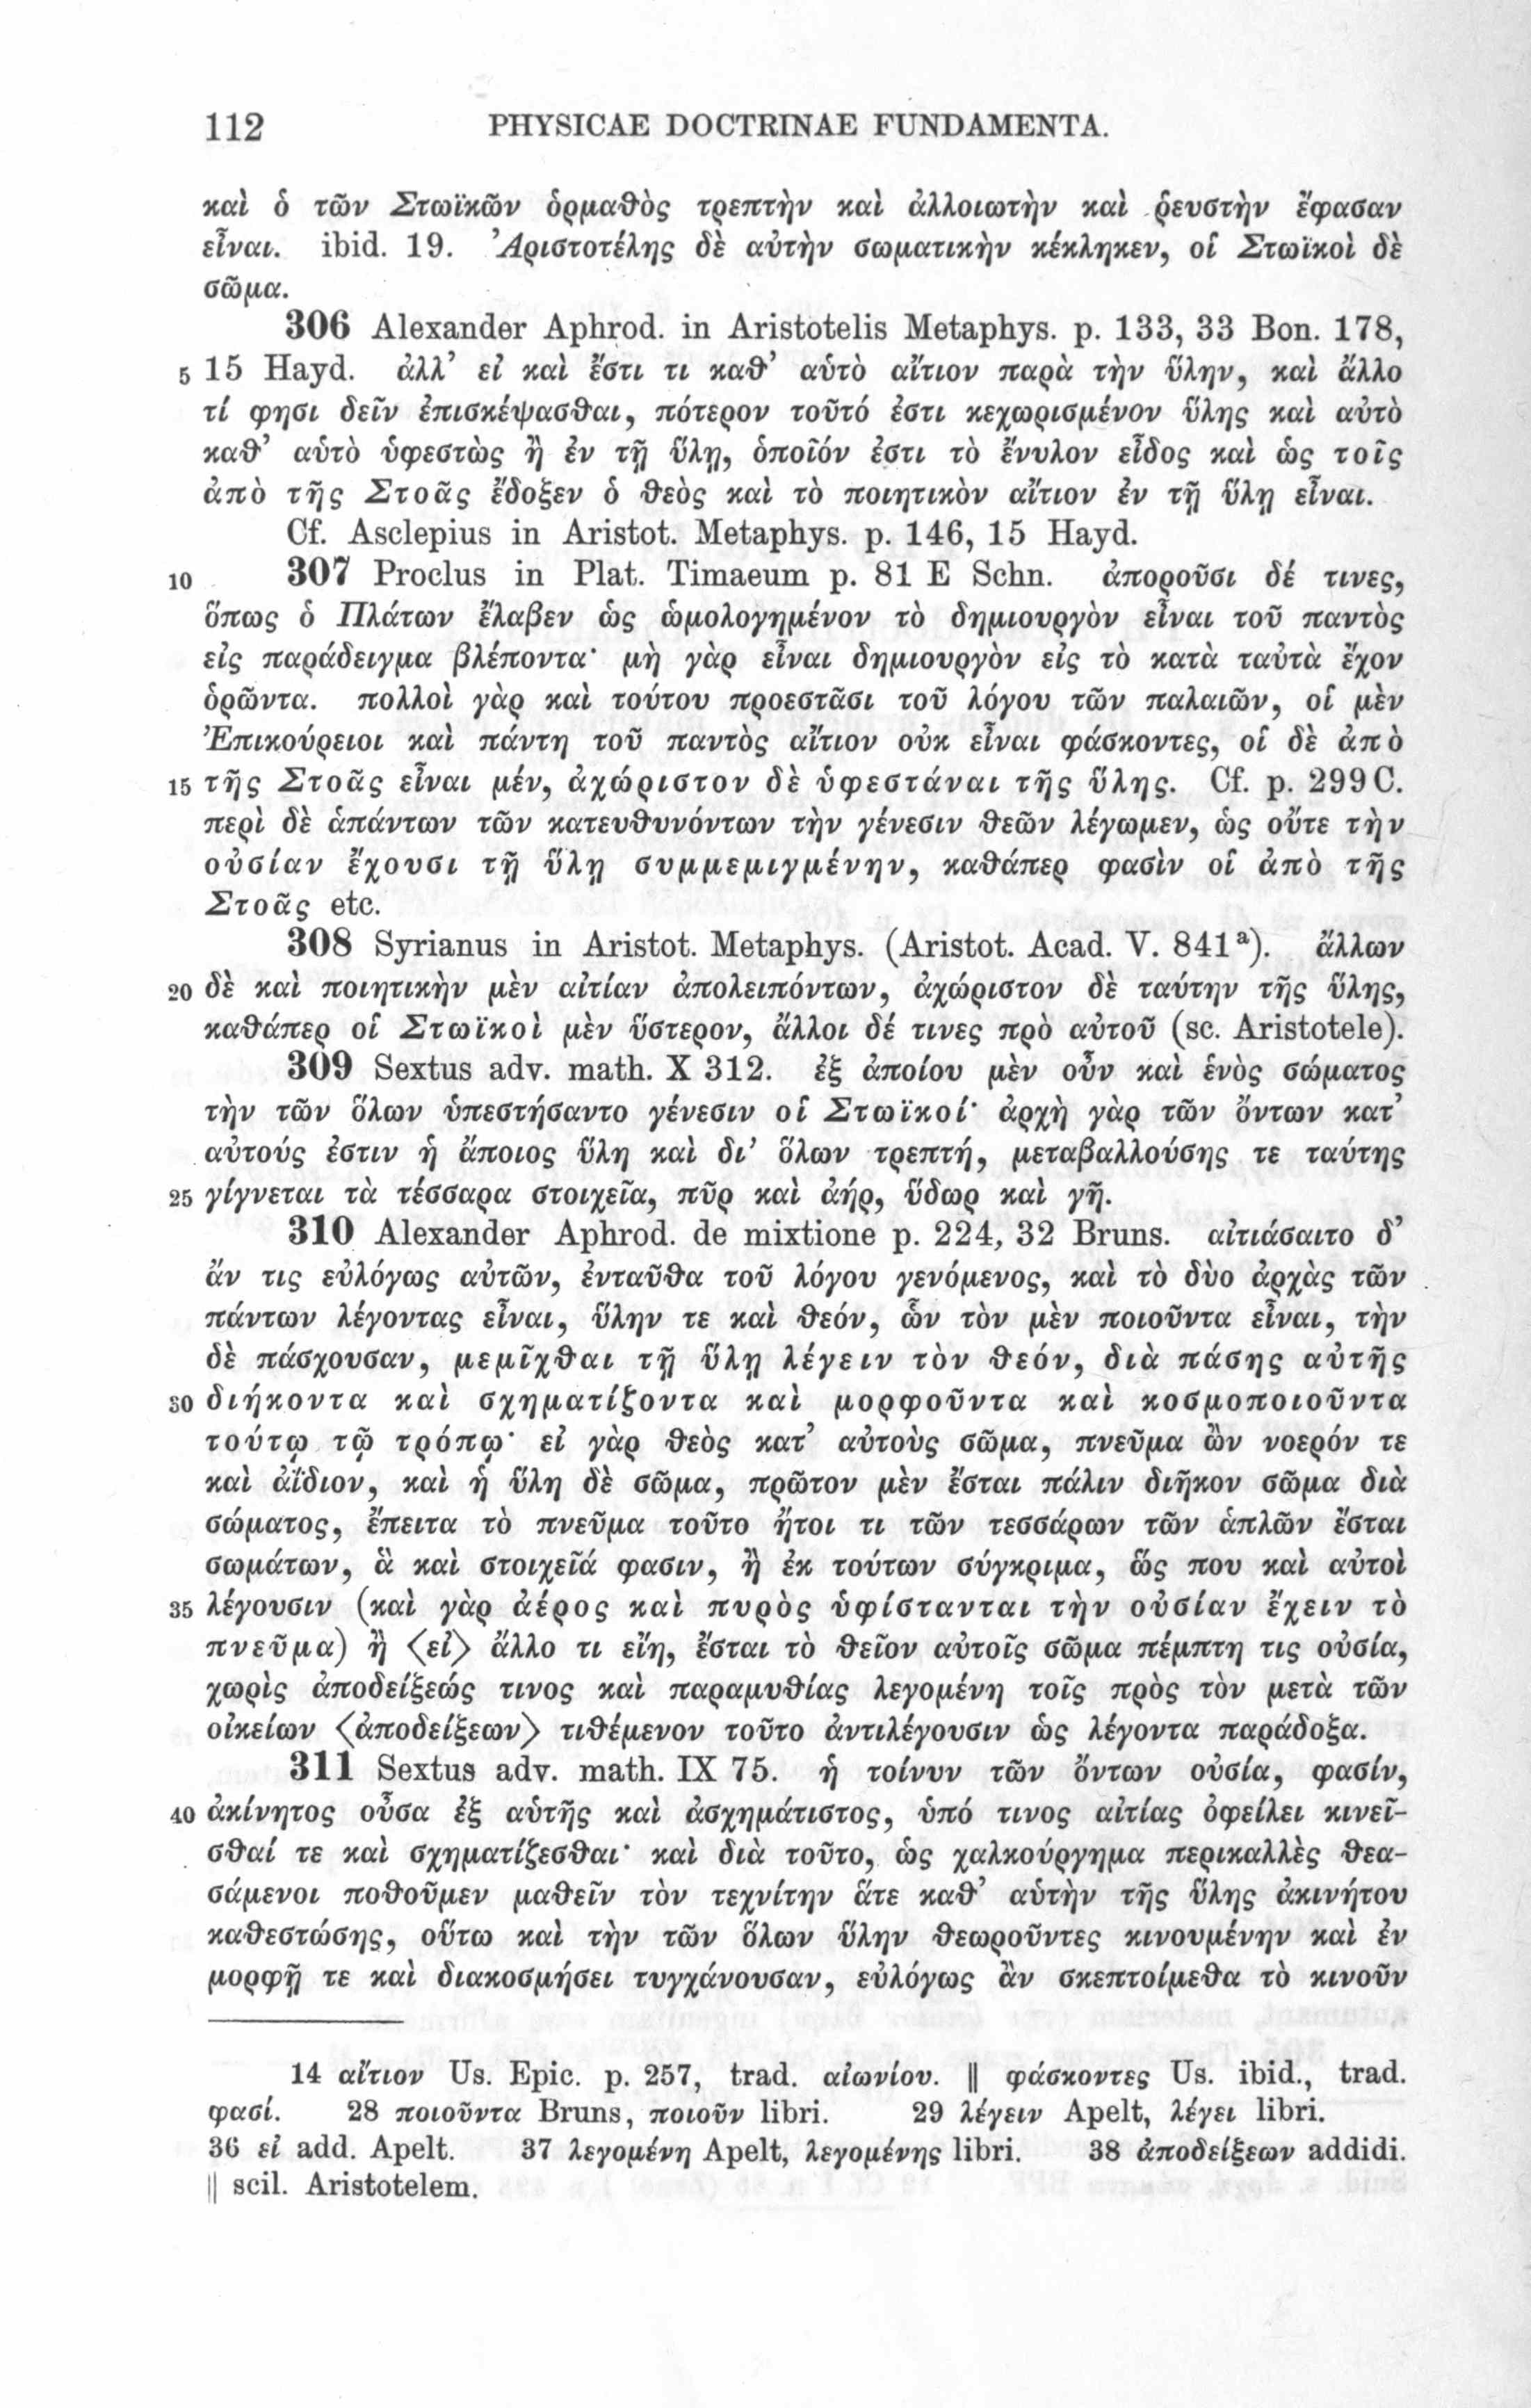 112 PHYSICAE DOCTRINAE FUNDAMENTA.
καὶ ὁ τῶν Στωϊκῶν ὁρμαθὸς τρεπτὴν καὶ ἀλλοιωτὴν καὶ ῥευστὴν ἔφασαν
εἶναι. ibid. 19. Ἀριστοτέλης δὲ αὐτὴν σωματικὴν κέκληκεν, οἱ Στωϊκοὶ δὲ
σῶμα.
306 Alexander Aphrod. in Aristotelis Metaphys. p. 133, 33 Bon. 178,
5 15 Hayd. ἀλλ’ εἰ καὶ ἔστι τι καθ’ αὑτὸ αἴτιον παρὰ τὴν ὕλην, καὶ ἄλλο
τί φησι δεῖν ἐπισκέψασθαι, πότερον τοῦτό ἐστι κεχωρισμένον ὕλης καὶ αὐτὸ
καθ’ αὑτὸ ὑφεστὼς ἢ ἐν τῇ ὕλῃ, ὁποῖόν ἐστι τὸ ἔνυλον εἶδος καὶ ὡς τοῖς
ἀπὸ τῆς Στοᾶς ἔδοξεν ὁ θεὸς καὶ τὸ ποιητικὸν αἴτιον ἐν τῇ ὕλῃ εἶναι.
Cf. Asclepius in Aristot. Metaphys. p. 146, 15 Hayd.
10 307 Proclus in Plat. Timaeum p. 81 E Schn. ἀποροῦσι δέ τινες,
ὅπως ὁ Πλάτων ἔλαβεν ὡς ὡμολογημένον τὸ δημιουργὸν εἶναι τοῦ παντὸς
εἰς παράδειγμα βλέποντα· μὴ γὰρ εἶναι δημιουργὸν εἰς τὸ κατὰ ταὐτὰ ἔχον
ὁρῶντα. πολλοὶ γὰρ καὶ τούτου προεστᾶσι τοῦ λόγου τῶν παλαιῶν, οἱ μὲν
Ἐπικούρειοι καὶ πάντη τοῦ παντὸς αἴτιον οὐκ εἶναι φάσκοντες, οἱ δὲ ἀπὸ
15 τῆς Στοᾶς εἶναι μέν, ἀχώριστον δὲ ὑφεστάναι τῆς ὕλης. Cf. p. 299 C.
περὶ δὲ ἁπάντων τῶν κατευθυνόντων τὴν γένεσιν θεῶν λέγωμεν, ὡς οὔτε τὴν
οὐσίαν ἔχουσι τῇ ὕλῃ συμμεμιγμένην, καθάπερ φασὶν οἱ ἀπὸ τῆς
Στοᾶς etc.
308 Syrianus in Aristot. Metaphys. (Aristot. Acad. V. 841ᵃ). ἄλλων
20 δὲ καὶ ποιητικὴν μὲν αἰτίαν ἀπολειπόντων, ἀχώριστον δὲ ταύτην τῆς ὕλης,
καθάπερ οἱ Στωϊκοὶ μὲν ὕστερον, ἄλλοι δέ τινες πρὸ αὐτοῦ (sc. Aristotele).
309 Sextus adv. math. X 312. ἐξ ἀποίου μὲν οὖν καὶ ἑνὸς σώματος
τὴν τῶν ὅλων ὑπεστήσαντο γένεσιν οἱ Στωϊκοί· ἀρχὴ γὰρ τῶν ὄντων κατ’
αὐτούς ἐστιν ἡ ἄποιος ὕλη καὶ δι’ ὅλων τρεπτή, μεταβαλλούσης τε ταύτης
25 γίγνεται τὰ τέσσαρα στοιχεῖα, πῦρ καὶ ἀήρ, ὕδωρ καὶ γῆ.
310 Alexander Aphrod. de mixtione p. 224, 32 Bruns. αἰτιάσαιτο δ’
ἄν τις εὐλόγως αὐτῶν, ἐνταῦθα τοῦ λόγου γενόμενος, καὶ τὸ δύο ἀρχὰς τῶν
πάντων λέγοντας εἶναι, ὕλην τε καὶ θεόν, ὧν τὸν μὲν ποιοῦντα εἶναι, τὴν
δὲ πάσχουσαν, μεμῖχθαι τῇ ὕλῃ λέγειν τὸν θεόν, διὰ πάσης αὐτῆς
30 διήκοντα καὶ σχηματίζοντα καὶ μορφοῦντα καὶ κοσμοποιοῦντα
τούτῳ τῷ τρόπῳ· εἰ γὰρ θεὸς κατ’ αὐτοὺς σῶμα, πνεῦμα ὢν νοερόν τε
καὶ ἀΐδιον, καὶ ἡ ὕλη δὲ σῶμα, πρῶτον μὲν ἔσται πάλιν διῆκον σῶμα διὰ
σώματος, ἔπειτα τὸ πνεῦμα τοῦτο ἤτοι τι τῶν τεσσάρων τῶν ἁπλῶν ἔσται
σωμάτων, ἃ καὶ στοιχεῖά φασιν, ἢ ἐκ τούτων σύγκριμα, ὥς που καὶ αὐτοὶ
35 λέγουσιν (καὶ γὰρ ἀέρος καὶ πυρὸς ὑφίστανται τὴν οὐσίαν ἔχειν τὸ
πνεῦμα) ἢ ⟨εἰ⟩ ἄλλο τι εἴη, ἔσται τὸ θεῖον αὐτοῖς σῶμα πέμπτη τις οὐσία,
χωρὶς ἀποδείξεώς τινος καὶ παραμυθίας λεγομένη τοῖς πρὸς τὸν μετὰ τῶν
οἰκείων ⟨ἀποδείξεων⟩ τιθέμενον τοῦτο ἀντιλέγουσιν ὡς λέγοντα παράδοξα.
311 Sextus adv. math. IX 75. ἡ τοίνυν τῶν ὄντων οὐσία, φασίν,
40 ἀκίνητος οὖσα ἐξ αὑτῆς καὶ ἀσχημάτιστος, ὑπό τινος αἰτίας ὀφείλει κινεῖ-
σθαί τε καὶ σχηματίζεσθαι· καὶ διὰ τοῦτο, ὡς χαλκούργημα περικαλλὲς θεα-
σάμενοι ποθοῦμεν μαθεῖν τὸν τεχνίτην ἅτε καθ’ αὑτὴν τῆς ὕλης ἀκινήτου
καθεστώσης, οὕτω καὶ τὴν τῶν ὅλων ὕλην θεωροῦντες κινουμένην καὶ ἐν
μορφῇ τε καὶ διακοσμήσει τυγχάνουσαν, εὐλόγως ἂν σκεπτοίμεθα τὸ κινοῦν
14 αἴτιον Us. Epic. p. 257, trad. αἰωνίου. || φάσκοντες Us. ibid., trad.
φασί. 28 ποιοῦντα Bruns, ποιοῦν libri. 29 λέγειν Apelt, λέγει libri.
36 εἰ add. Apelt. 37 λεγομένη Apelt, λεγομένης libri. 38 ἀποδείξεων addidi.
|| scil. Aristotelem.